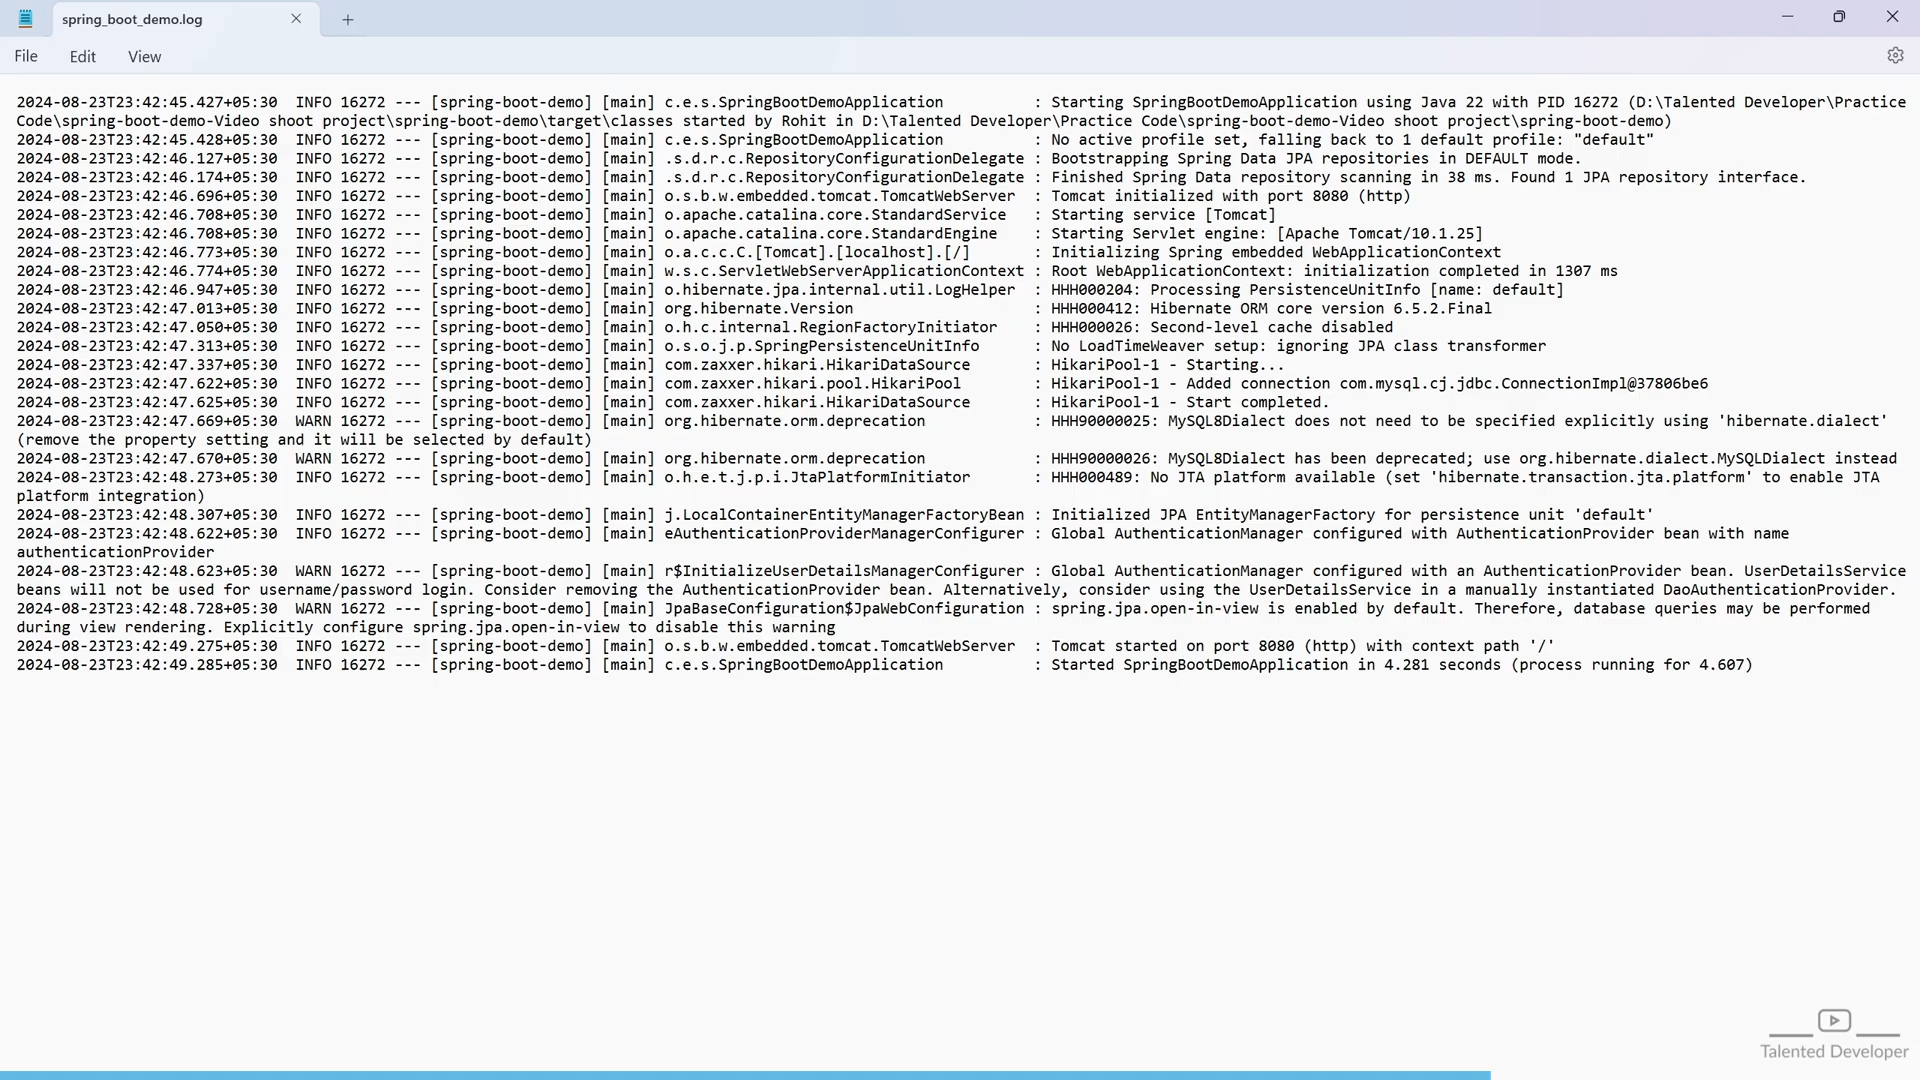 spring_boot_demo.log
File Edit View
2024-08-23T23:42:45.427+05:30  INFO 16272 --- [spring-boot-demo] [main] c.e.s.SpringBootDemoApplication          : Starting SpringBootDemoApplication using Java 22 with PID 16272 (D:\Talented Developer\Practice
Code\spring-boot-demo-Video shoot project\spring-boot-demo\target\classes started by Rohit in D:\Talented Developer\Practice Code\spring-boot-demo-Video shoot project\spring-boot-demo)
2024-08-23T23:42:45.428+05:30  INFO 16272 --- [spring-boot-demo] [main] c.e.s.SpringBootDemoApplication          : No active profile set, falling back to 1 default profile: "default"
2024-08-23T23:42:46.127+05:30  INFO 16272 --- [spring-boot-demo] [main] .s.d.r.c.RepositoryConfigurationDelegate : Bootstrapping Spring Data JPA repositories in DEFAULT mode.
2024-08-23T23:42:46.174+05:30  INFO 16272 --- [spring-boot-demo] [main] .s.d.r.c.RepositoryConfigurationDelegate : Finished Spring Data repository scanning in 38 ms. Found 1 JPA repository interface.
2024-08-23T23:42:46.696+05:30  INFO 16272 --- [spring-boot-demo] [main] o.s.b.w.embedded.tomcat.TomcatWebServer  : Tomcat initialized with port 8080 (http)
2024-08-23T23:42:46.708+05:30  INFO 16272 --- [spring-boot-demo] [main] o.apache.catalina.core.StandardService   : Starting service [Tomcat]
2024-08-23T23:42:46.708+05:30  INFO 16272 --- [spring-boot-demo] [main] o.apache.catalina.core.StandardEngine    : Starting Servlet engine: [Apache Tomcat/10.1.25]
2024-08-23T23:42:46.773+05:30  INFO 16272 --- [spring-boot-demo] [main] o.a.c.c.C.[Tomcat].[localhost].[/]       : Initializing Spring embedded WebApplicationContext
2024-08-23T23:42:46.774+05:30  INFO 16272 --- [spring-boot-demo] [main] w.s.c.ServletWebServerApplicationContext : Root WebApplicationContext: initialization completed in 1307 ms
2024-08-23T23:42:46.947+05:30  INFO 16272 --- [spring-boot-demo] [main] o.hibernate.jpa.internal.util.LogHelper  : HHH000204: Processing PersistenceUnitInfo [name: default]
2024-08-23T23:42:47.013+05:30  INFO 16272 --- [spring-boot-demo] [main] org.hibernate.Version                    : HHH000412: Hibernate ORM core version 6.5.2.Final
2024-08-23T23:42:47.050+05:30  INFO 16272 --- [spring-boot-demo] [main] o.h.c.internal.RegionFactoryInitiator    : HHH000026: Second-level cache disabled
2024-08-23T23:42:47.313+05:30  INFO 16272 --- [spring-boot-demo] [main] o.s.o.j.p.SpringPersistenceUnitInfo      : No LoadTimeWeaver setup: ignoring JPA class transformer
2024-08-23T23:42:47.337+05:30  INFO 16272 --- [spring-boot-demo] [main] com.zaxxer.hikari.HikariDataSource       : HikariPool-1 - Starting...
2024-08-23T23:42:47.622+05:30  INFO 16272 --- [spring-boot-demo] [main] com.zaxxer.hikari.pool.HikariPool        : HikariPool-1 - Added connection com.mysql.cj.jdbc.ConnectionImpl@37806be6
2024-08-23T23:42:47.625+05:30  INFO 16272 --- [spring-boot-demo] [main] com.zaxxer.hikari.HikariDataSource       : HikariPool-1 - Start completed.
2024-08-23T23:42:47.669+05:30  WARN 16272 --- [spring-boot-demo] [main] org.hibernate.orm.deprecation            : HHH90000025: MySQL8Dialect does not need to be specified explicitly using 'hibernate.dialect'
(remove the property setting and it will be selected by default)
2024-08-23T23:42:47.670+05:30  WARN 16272 --- [spring-boot-demo] [main] org.hibernate.orm.deprecation            : HHH90000026: MySQL8Dialect has been deprecated; use org.hibernate.dialect.MySQLDialect instead
2024-08-23T23:42:48.273+05:30  INFO 16272 --- [spring-boot-demo] [main] o.h.e.t.j.p.i.JtaPlatformInitiator       : HHH000489: No JTA platform available (set 'hibernate.transaction.jta.platform' to enable JTA
platform integration)
2024-08-23T23:42:48.307+05:30  INFO 16272 --- [spring-boot-demo] [main] j.LocalContainerEntityManagerFactoryBean : Initialized JPA EntityManagerFactory for persistence unit 'default'
2024-08-23T23:42:48.622+05:30  INFO 16272 --- [spring-boot-demo] [main] eAuthenticationProviderManagerConfigurer : Global AuthenticationManager configured with AuthenticationProvider bean with name
authenticationProvider
2024-08-23T23:42:48.623+05:30  WARN 16272 --- [spring-boot-demo] [main] r$InitializeUserDetailsManagerConfigurer : Global AuthenticationManager configured with an AuthenticationProvider bean. UserDetailsService
beans will not be used for username/password login. Consider removing the AuthenticationProvider bean. Alternatively, consider using the UserDetailsService in a manually instantiated DaoAuthenticationProvider.
2024-08-23T23:42:48.728+05:30  WARN 16272 --- [spring-boot-demo] [main] JpaBaseConfiguration$JpaWebConfiguration : spring.jpa.open-in-view is enabled by default. Therefore, database queries may be performed
during view rendering. Explicitly configure spring.jpa.open-in-view to disable this warning
2024-08-23T23:42:49.275+05:30  INFO 16272 --- [spring-boot-demo] [main] o.s.b.w.embedded.tomcat.TomcatWebServer  : Tomcat started on port 8080 (http) with context path '/'
2024-08-23T23:42:49.285+05:30  INFO 16272 --- [spring-boot-demo] [main] c.e.s.SpringBootDemoApplication          : Started SpringBootDemoApplication in 4.281 seconds (process running for 4.607)
Talented Developer